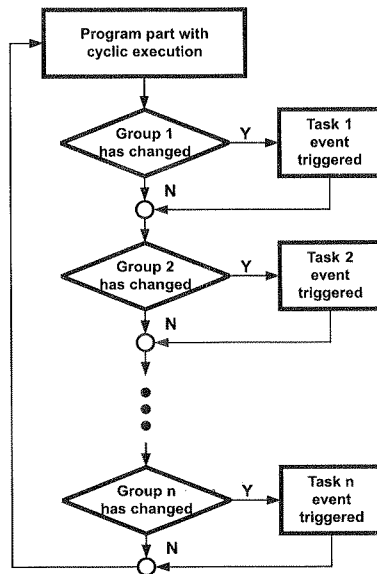 Program part with
cyclic execution
Group 1
has changed
Y
Task 1
event
triggered
N
Group 2
has changed
Y
Task 2
event
triggered
N
Group n
has changed
Y
Task n
event
triggered
N